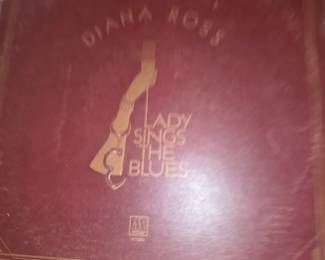 DIANA ROSS
LADY
SINGS
THE
BLUES